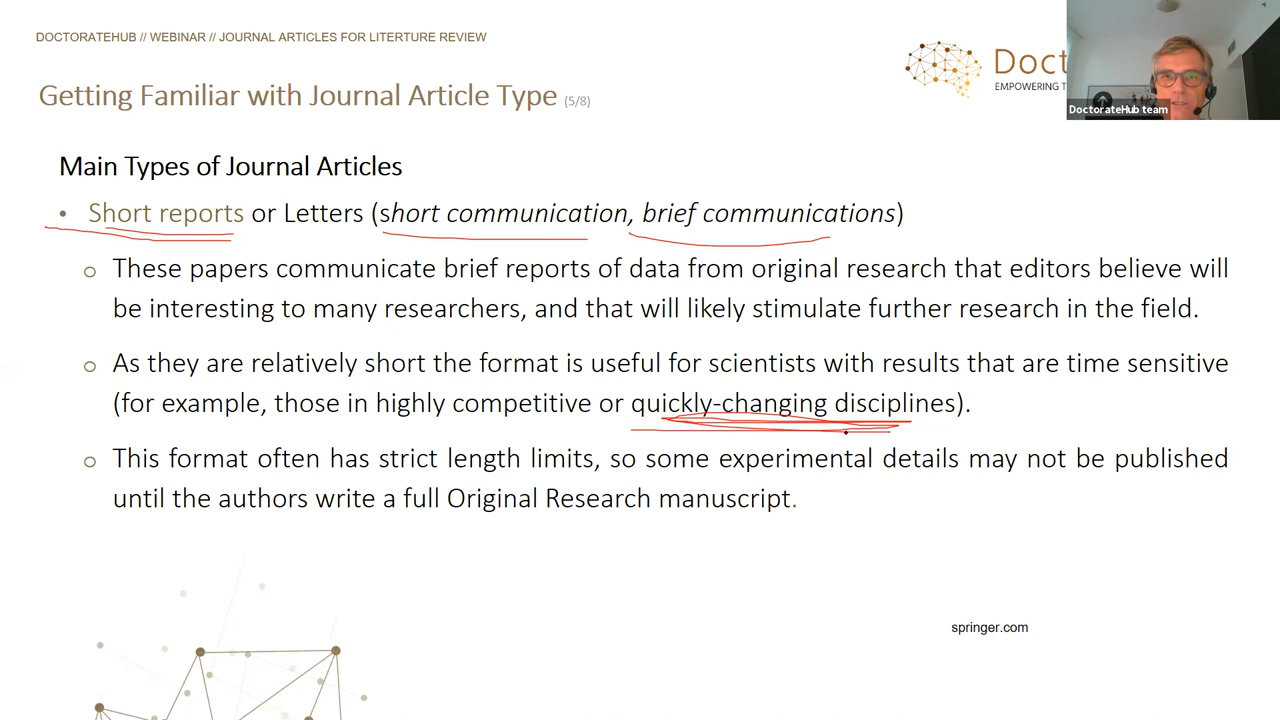 DOCTORATEHUB // WEBINAR // JOURNAL ARTICLES FOR LITERTURE REVIEW
Getting Familiar with Journal Article Type (5/8)
Doct
EMPOWERING T
DoctorateHub team
Main Types of Journal Articles
• Short reports or Letters (short communication, brief communications)
o These papers communicate brief reports of data from original research that editors believe will
be interesting to many researchers, and that will likely stimulate further research in the field.
o As they are relatively short the format is useful for scientists with results that are time sensitive
(for example, those in highly competitive or quickly-changing disciplines).
o This format often has strict length limits, so some experimental details may not be published
until the authors write a full Original Research manuscript.
springer.com